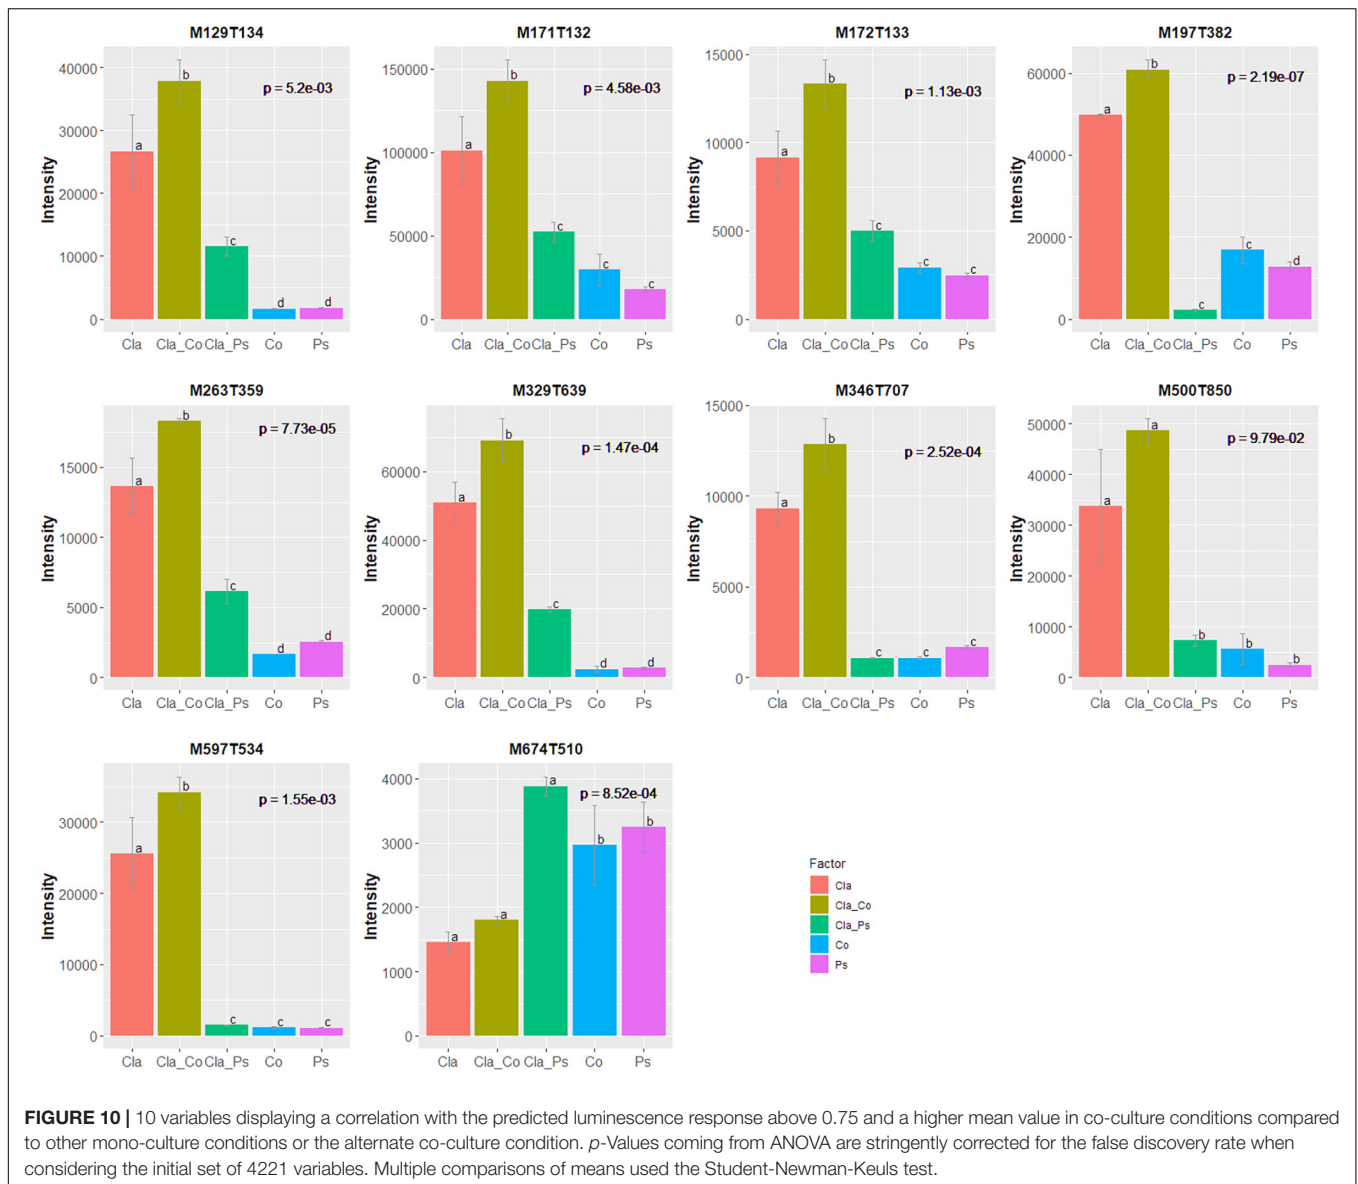 M129T134
p = 5.2e-03
Intensity
40000
30000
20000
10000
0
a
b
c
d
d
Cla
Cla_Co
Cla_Ps
Co
Ps
M171T132
p = 4.58e-03
Intensity
150000
100000
50000
0
a
b
c
c
c
Cla
Cla_Co
Cla_Ps
Co
Ps
M172T133
p = 1.13e-03
Intensity
15000
10000
5000
0
a
b
c
c
c
Cla
Cla_Co
Cla_Ps
Co
Ps
M197T382
p = 2.19e-07
Intensity
60000
40000
20000
0
a
b
c
c
d
Cla
Cla_Co
Cla_Ps
Co
Ps
M263T359
p = 7.73e-05
Intensity
15000
10000
5000
0
a
b
c
d
d
Cla
Cla_Co
Cla_Ps
Co
Ps
M329T639
p = 1.47e-04
Intensity
60000
40000
20000
0
a
b
c
d
d
Cla
Cla_Co
Cla_Ps
Co
Ps
M346T707
p = 2.52e-04
Intensity
15000
10000
5000
0
a
b
c
c
c
Cla
Cla_Co
Cla_Ps
Co
Ps
M500T850
p = 9.79e-02
Intensity
50000
40000
30000
20000
10000
0
a
a
b
b
b
Cla
Cla_Co
Cla_Ps
Co
Ps
M597T534
p = 1.55e-03
Intensity
30000
20000
10000
0
a
b
c
c
c
Cla
Cla_Co
Cla_Ps
Co
Ps
M674T510
p = 8.52e-04
Intensity
4000
3000
2000
1000
0
a
a
a
b
b
Cla
Cla_Co
Cla_Ps
Co
Ps
Factor
Cla
Cla_Co
Cla_Ps
Co
Ps
FIGURE 10 | 10 variables displaying a correlation with the predicted luminescence response above 0.75 and a higher mean value in co-culture conditions compared
to other mono-culture conditions or the alternate co-culture condition. p-Values coming from ANOVA are stringently corrected for the false discovery rate when
considering the initial set of 4221 variables. Multiple comparisons of means used the Student-Newman-Keuls test.